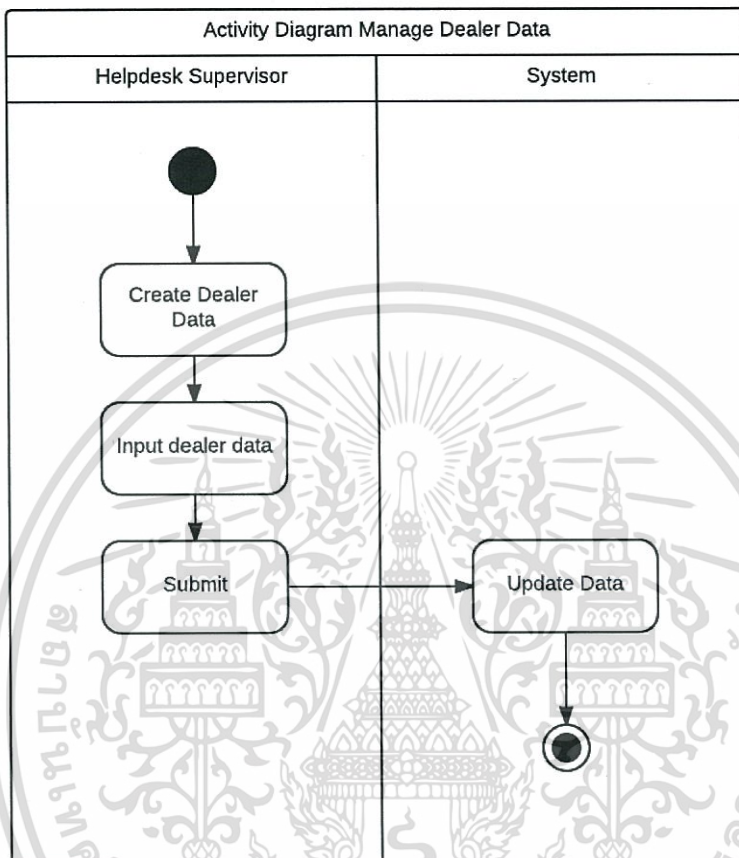 Activity Diagram Manage Dealer Data
Helpdesk Supervisor
System
Create Dealer
Data
Input dealer data
Submit
Update Data